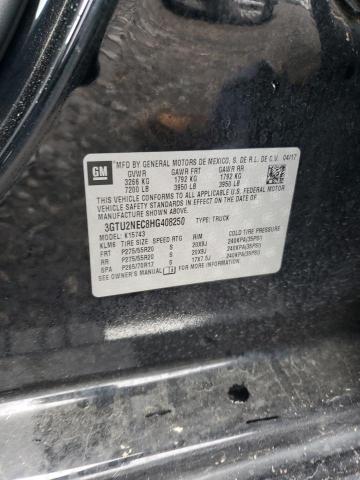 GM
MFD BY GENERAL MOTORS DE MEXICO, S. DE R.L. DE C.V. 04/17
GVWR GAWR FRT GAWR RR
3266 KG 1792 KG 1792 KG
7200 LB 3950 LB 3950 LB
THIS VEHICLE CONFORMS TO ALL APPLICABLE U.S. FEDERAL MOTOR
VEHICLE SAFETY STANDARDS IN EFFECT ON THE DATE OF
MANUFACTURE SHOWN ABOVE.
3GTU2NEC8HG408250 TYPE: TRUCK
MODEL: K15743
KLM6 TIRE SIZE SPEED RTG RIM COLD TIRE PRESSURE
FRT P275/55R20 S 20X9J 240KPA(35PSI)
REC P275/55R20 S 20X9J 240KPA(35PSI)
SPA P265/70R17 S 17X7.5J 240KPA(35PSI)
SEE OWNER'S MANUAL